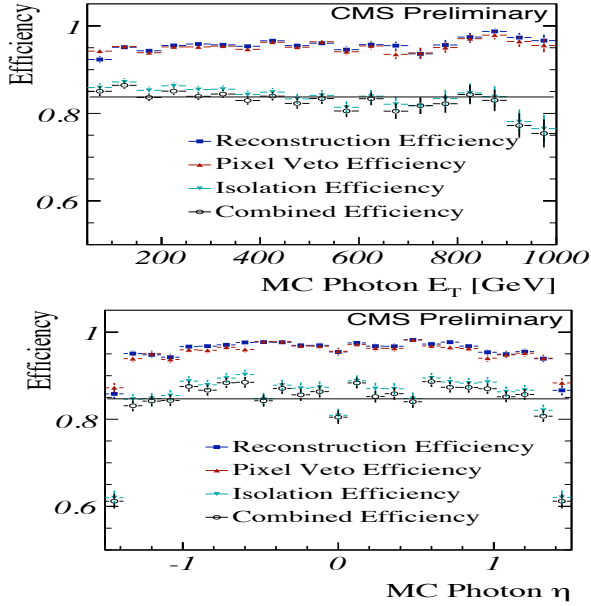 CMS Preliminary
Efficiency
1
0.8
0.6
Reconstruction Efficiency
Pixel Veto Efficiency
Isolation Efficiency
Combined Efficiency
200 400 600 800 1000
MC Photon E_T [GeV]
CMS Preliminary
Efficiency
1
0.8
0.6
Reconstruction Efficiency
Pixel Veto Efficiency
Isolation Efficiency
Combined Efficiency
-1 0 1
MC Photon η